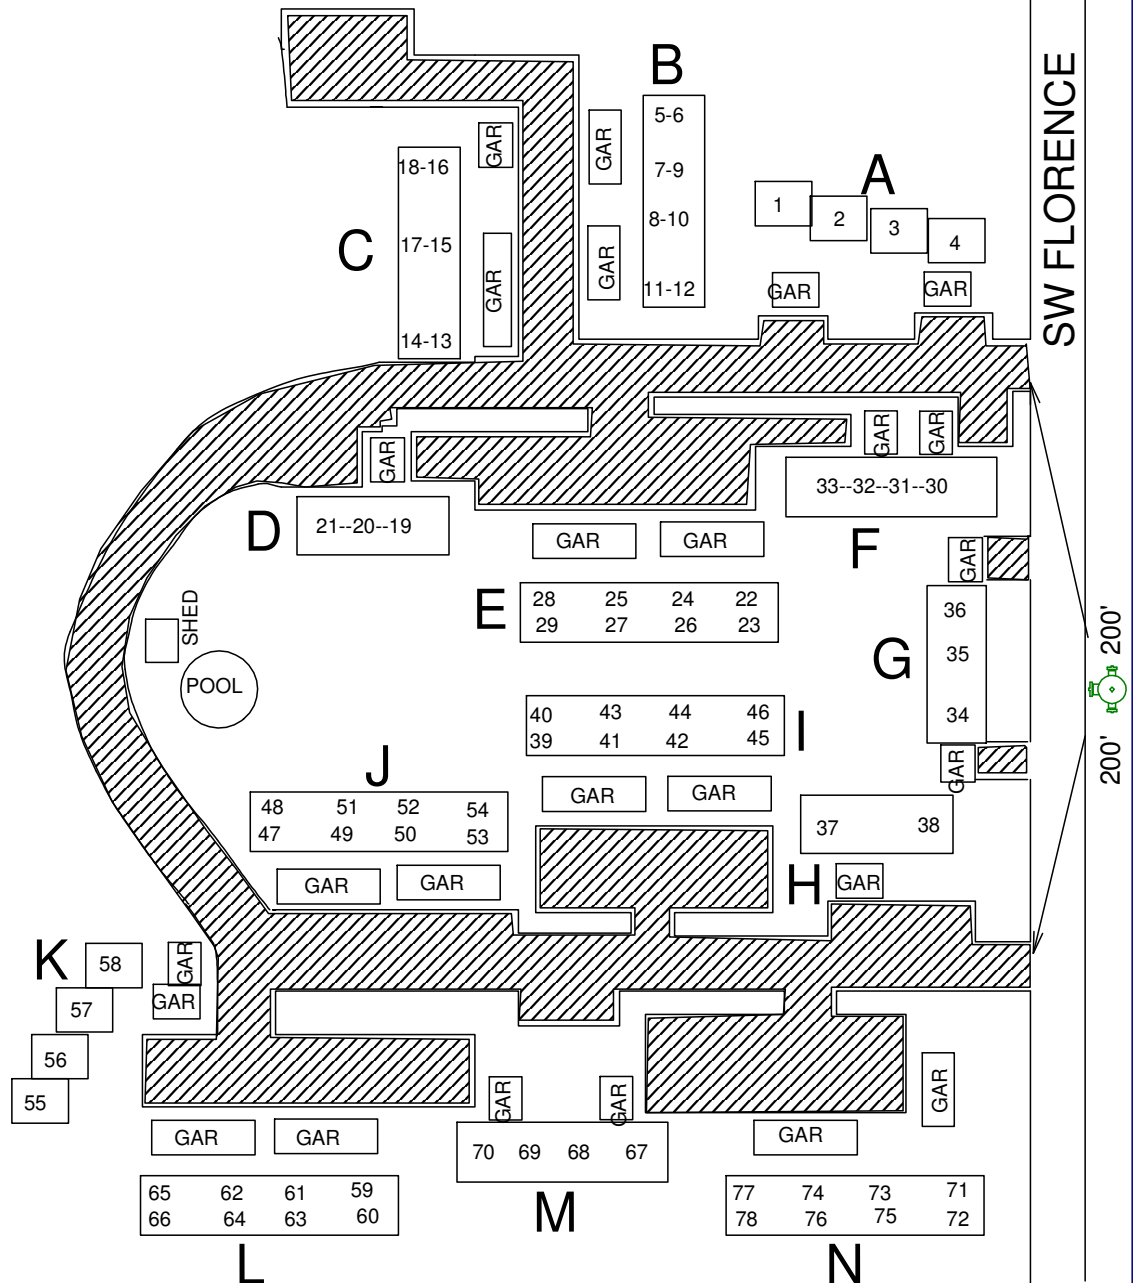 B
5-6
7-9
8-10
11-12
GAR
GAR
A
1
2
3
4
GAR
GAR
SW FLORENCE
GAR
GAR
C
18-16
17-15
14-13
GAR
D
21--20--19
GAR
GAR
GAR
GAR
33--32--31--30
F
E
28 25 24 22
29 27 26 23
GAR
G
36
35
34
GAR
200'
200'
SHED
POOL
40 43 44 46
39 41 42 45
I
GAR
GAR
J
48 51 52 54
47 49 50 53
GAR
GAR
37 38
H
GAR
K
58
57
56
55
GAR
GAR
GAR
GAR
65 62 61 59
66 64 63 60
L
GAR
GAR
70 69 68 67
M
GAR
GAR
77 74 73 71
78 76 75 72
N